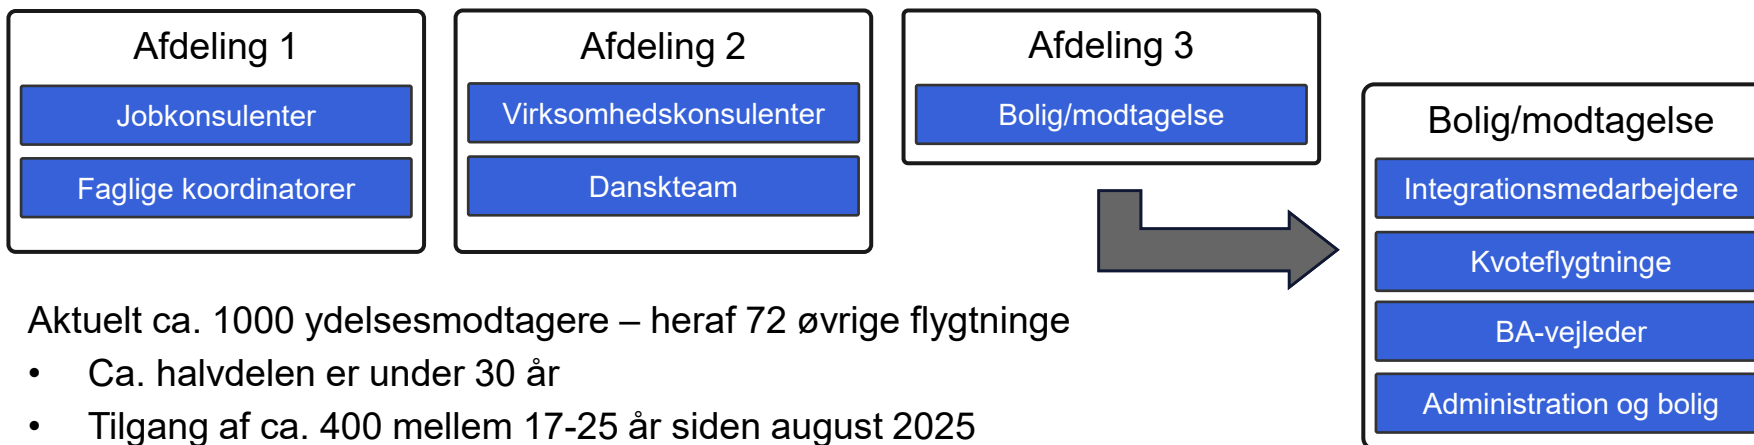 Afdeling 1
Jobkonsulenter
Faglige koordinatorer
Afdeling 2
Virksomhedskonsulenter
Danskteam
Afdeling 3
Bolig/modtagelse
Bolig/modtagelse
Integrationsmedarbejdere
Kvoteflygtninge
BA-vejleder
Administration og bolig
Aktuelt ca. 1000 ydelsesmodtagere – heraf 72 øvrige flygtninge
• Ca. halvdelen er under 30 år
• Tilgang af ca. 400 mellem 17-25 år siden august 2025